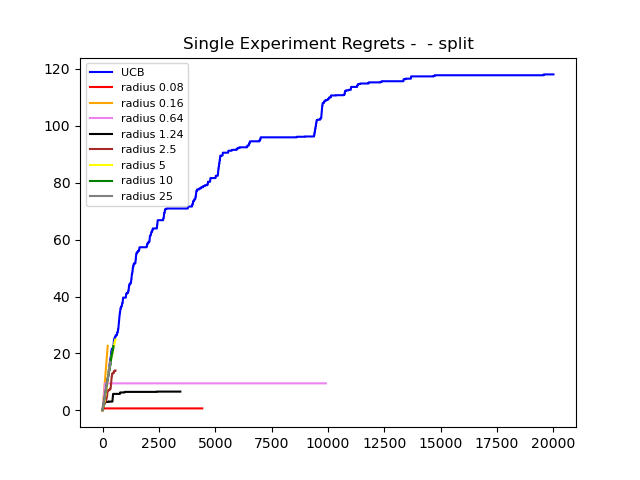 Single Experiment Regrets -  - split
120
100
80
60
40
20
0
UCB
radius 0.08
radius 0.16
radius 0.64
radius 1.24
radius 2.5
radius 5
radius 10
radius 25
0 2500 5000 7500 10000 12500 15000 17500 20000